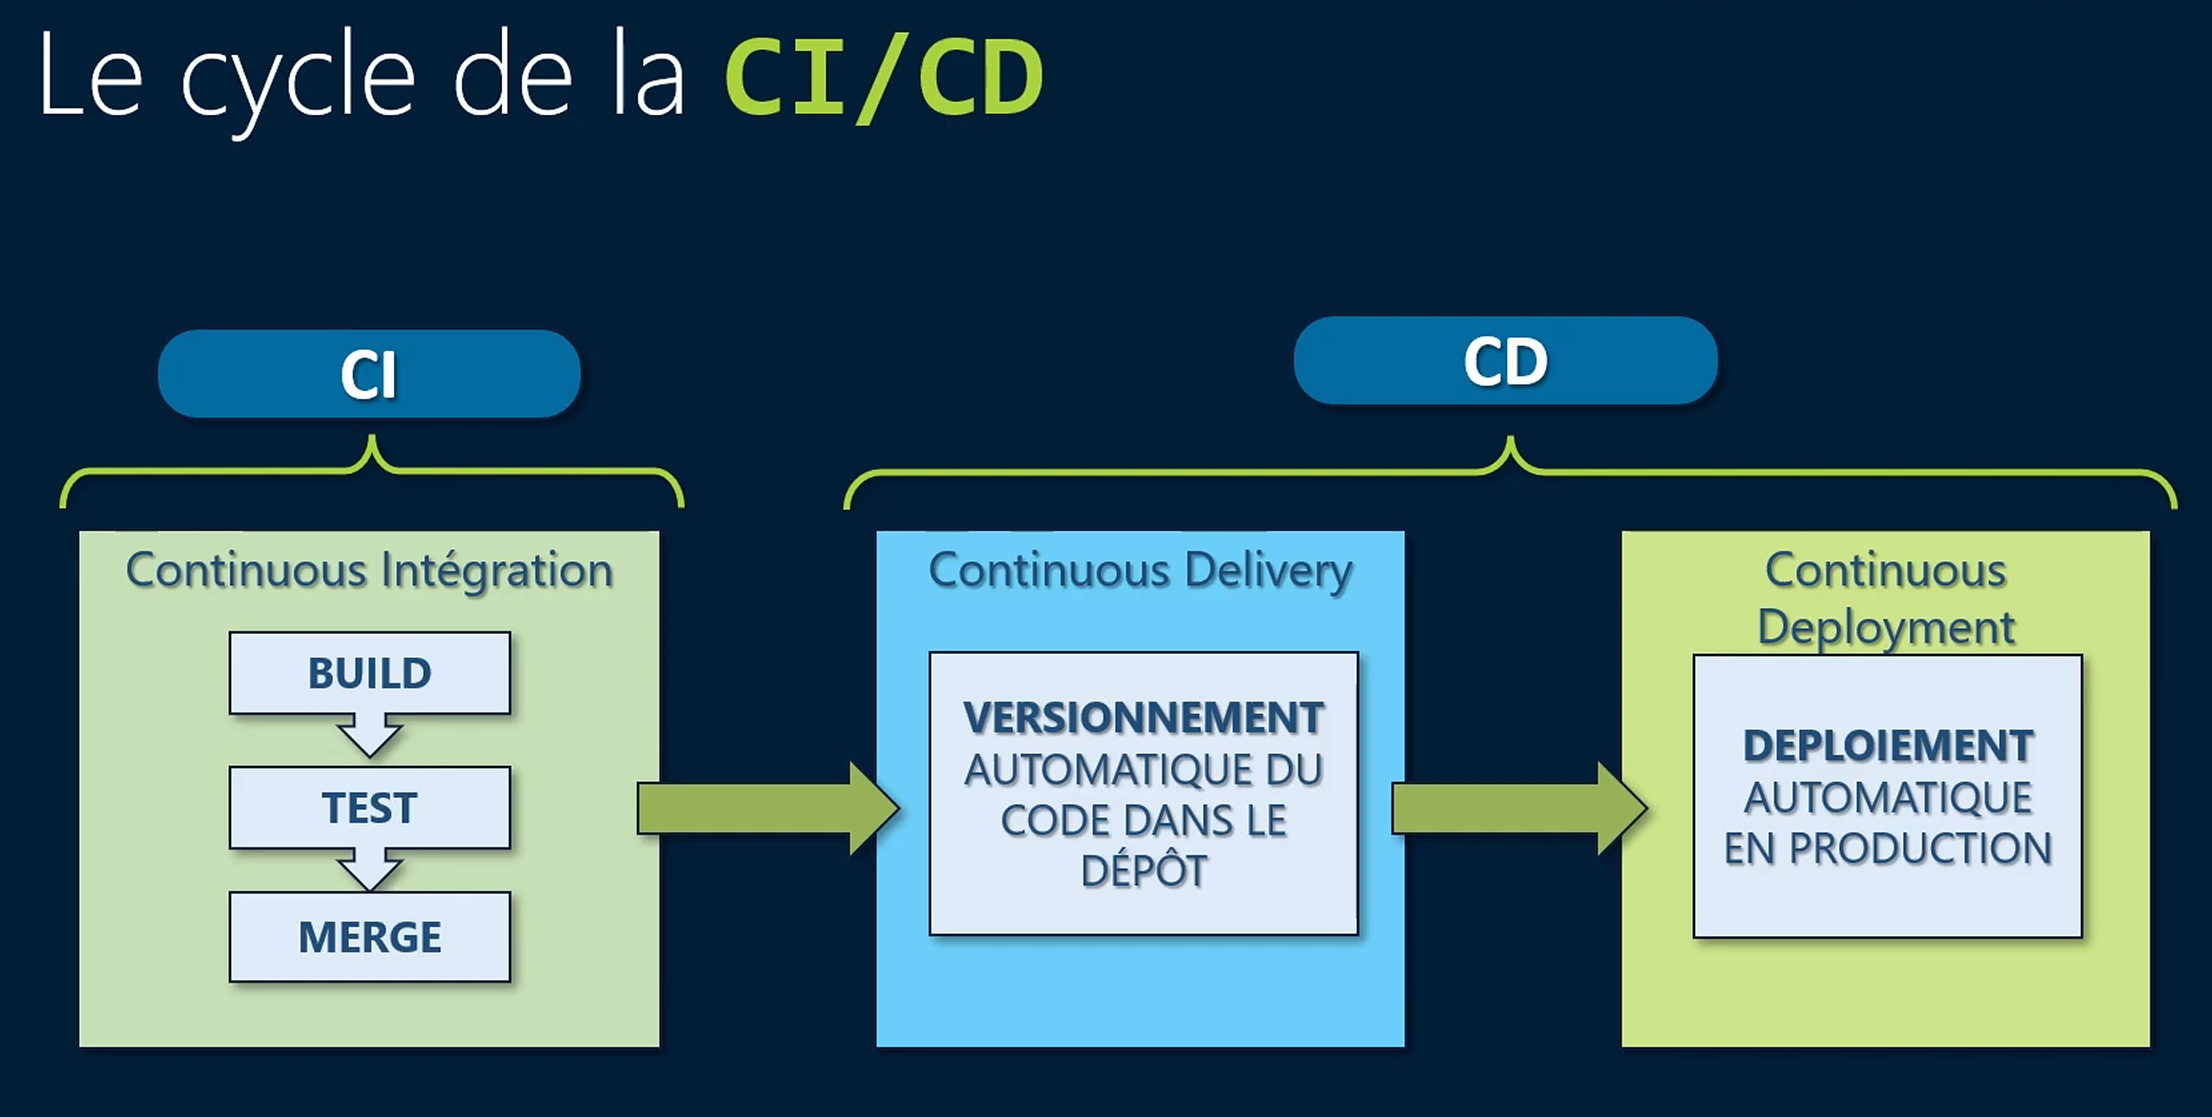 Le cycle de la CI/CD
CI
CD
Continuous Intégration
BUILD
TEST
MERGE
Continuous Delivery
VERSIONNEMENT
AUTOMATIQUE DU
CODE DANS LE
DÉPÔT
Continuous
Deployment
DEPLOIEMENT
AUTOMATIQUE
EN PRODUCTION